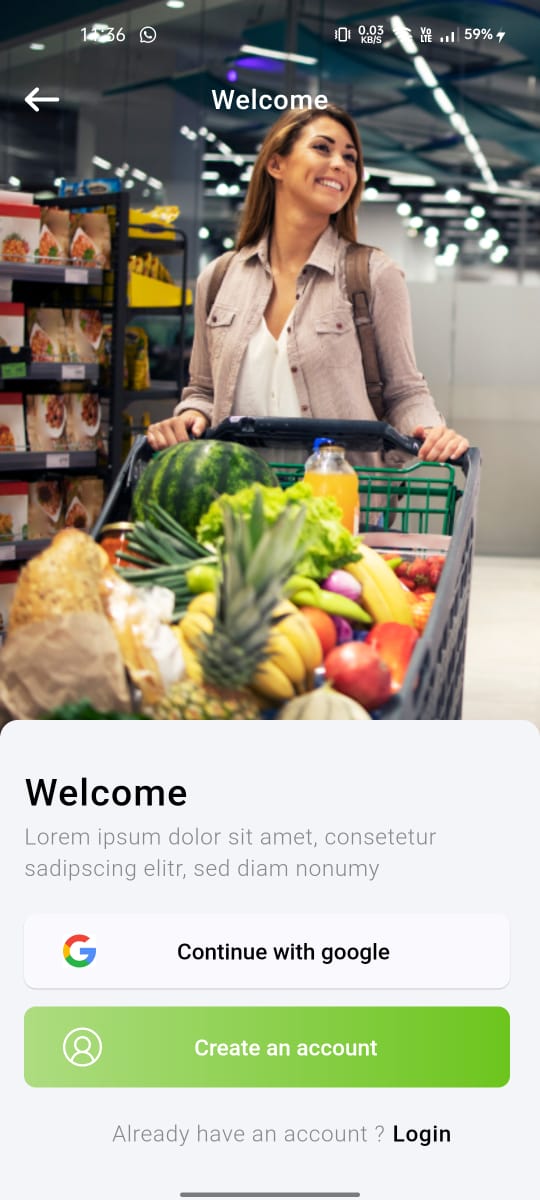 11:36
0.03
KB/S
Vo
LTE
59%
Welcome
Welcome
Lorem ipsum dolor sit amet, consetetur
sadipscing elitr, sed diam nonumy
Continue with google
Create an account
Already have an account ? Login